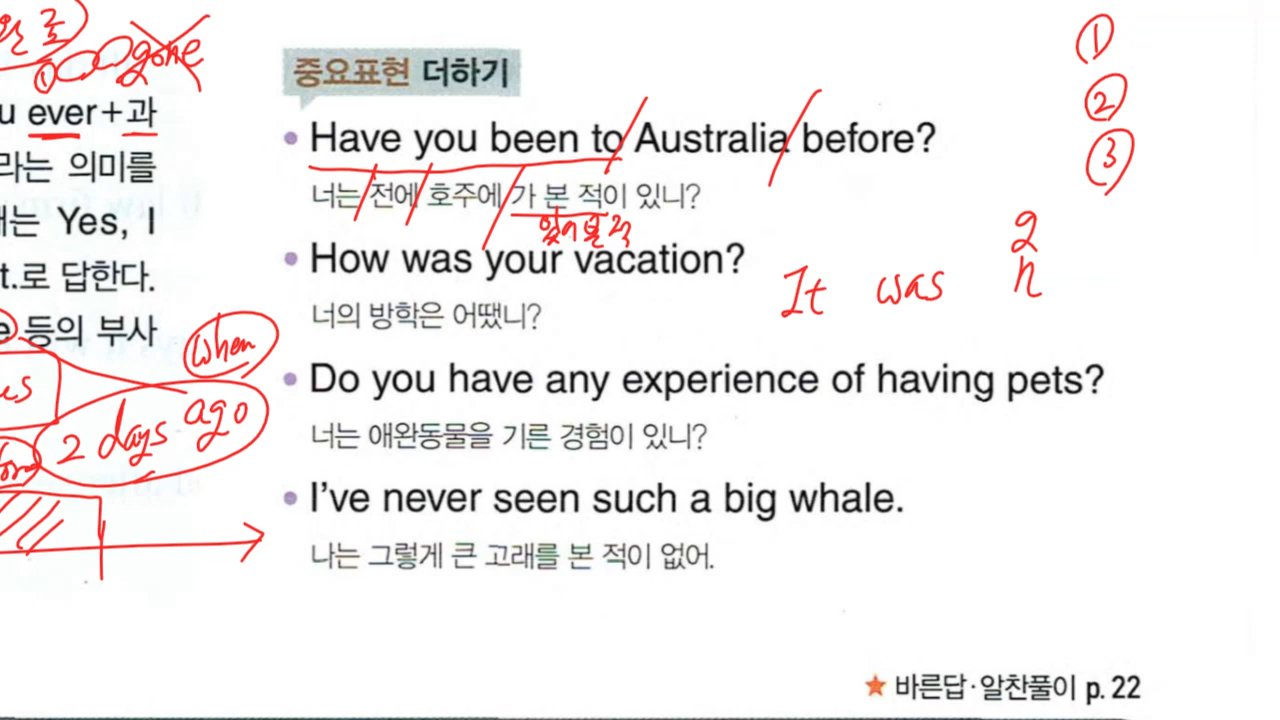 ①
gone
u ever+과
라는 의미를
는 Yes, I
t.로 답한다.
등의 부사
when
2 days ago
중요표현 더하기
• Have you been to Australia before?
너는 전에 호주에 가 본 적이 있니?
• How was your vacation?
It was
너의 방학은 어땠니?
• Do you have any experience of having pets?
너는 애완동물을 기른 경험이 있니?
• I've never seen such a big whale.
나는 그렇게 큰 고래를 본 적이 없어.
①
②
③
★ 바른답·알찬풀이 p. 22